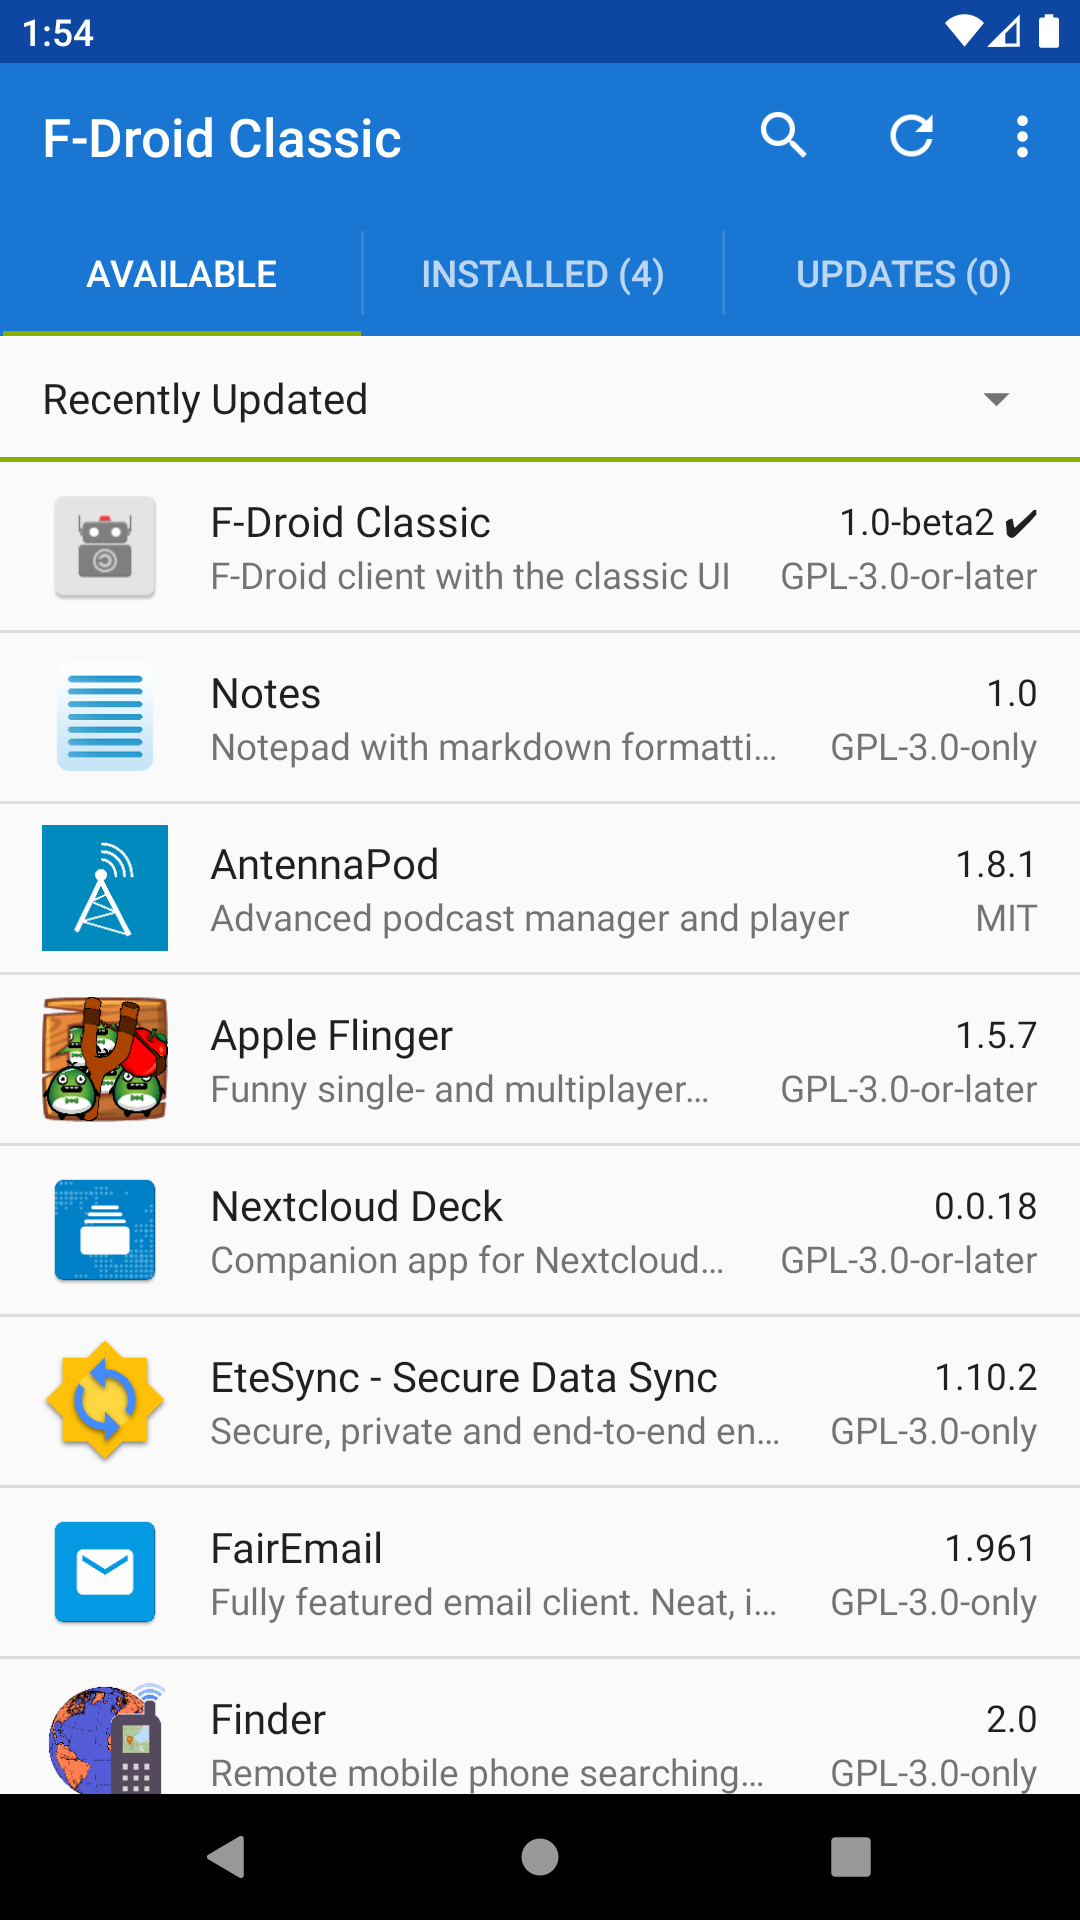 1:54
F-Droid Classic
AVAILABLE
INSTALLED (4)
UPDATES (0)
Recently Updated
F-Droid Classic
1.0-beta2 ✔
F-Droid client with the classic UI
GPL-3.0-or-later
Notes
1.0
Notepad with markdown formatti…
GPL-3.0-only
AntennaPod
1.8.1
Advanced podcast manager and player
MIT
Apple Flinger
1.5.7
Funny single- and multiplayer…
GPL-3.0-or-later
Nextcloud Deck
0.0.18
Companion app for Nextcloud…
GPL-3.0-or-later
EteSync - Secure Data Sync
1.10.2
Secure, private and end-to-end en…
GPL-3.0-only
FairEmail
1.961
Fully featured email client. Neat, i…
GPL-3.0-only
Finder
2.0
Remote mobile phone searching…
GPL-3.0-only